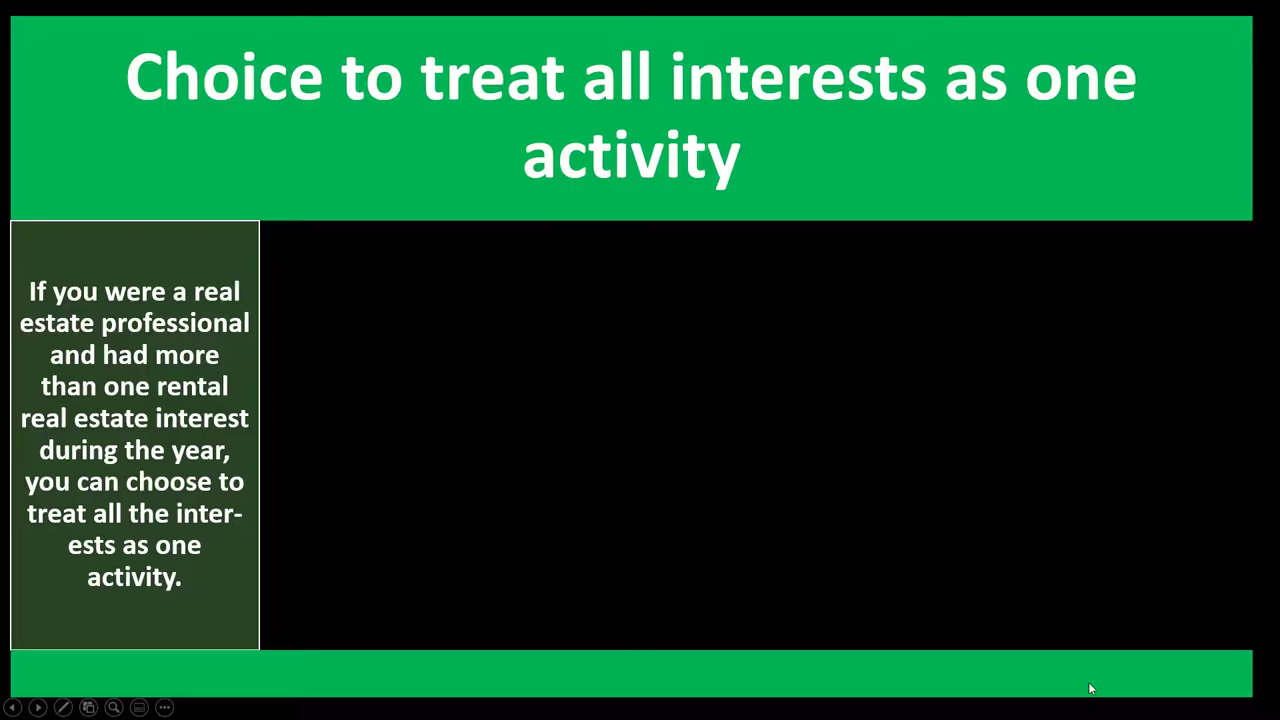 Choice to treat all interests as one
activity
If you were a real
estate professional
and had more
than one rental
real estate interest
during the year,
you can choose to
treat all the inter-
ests as one
activity.